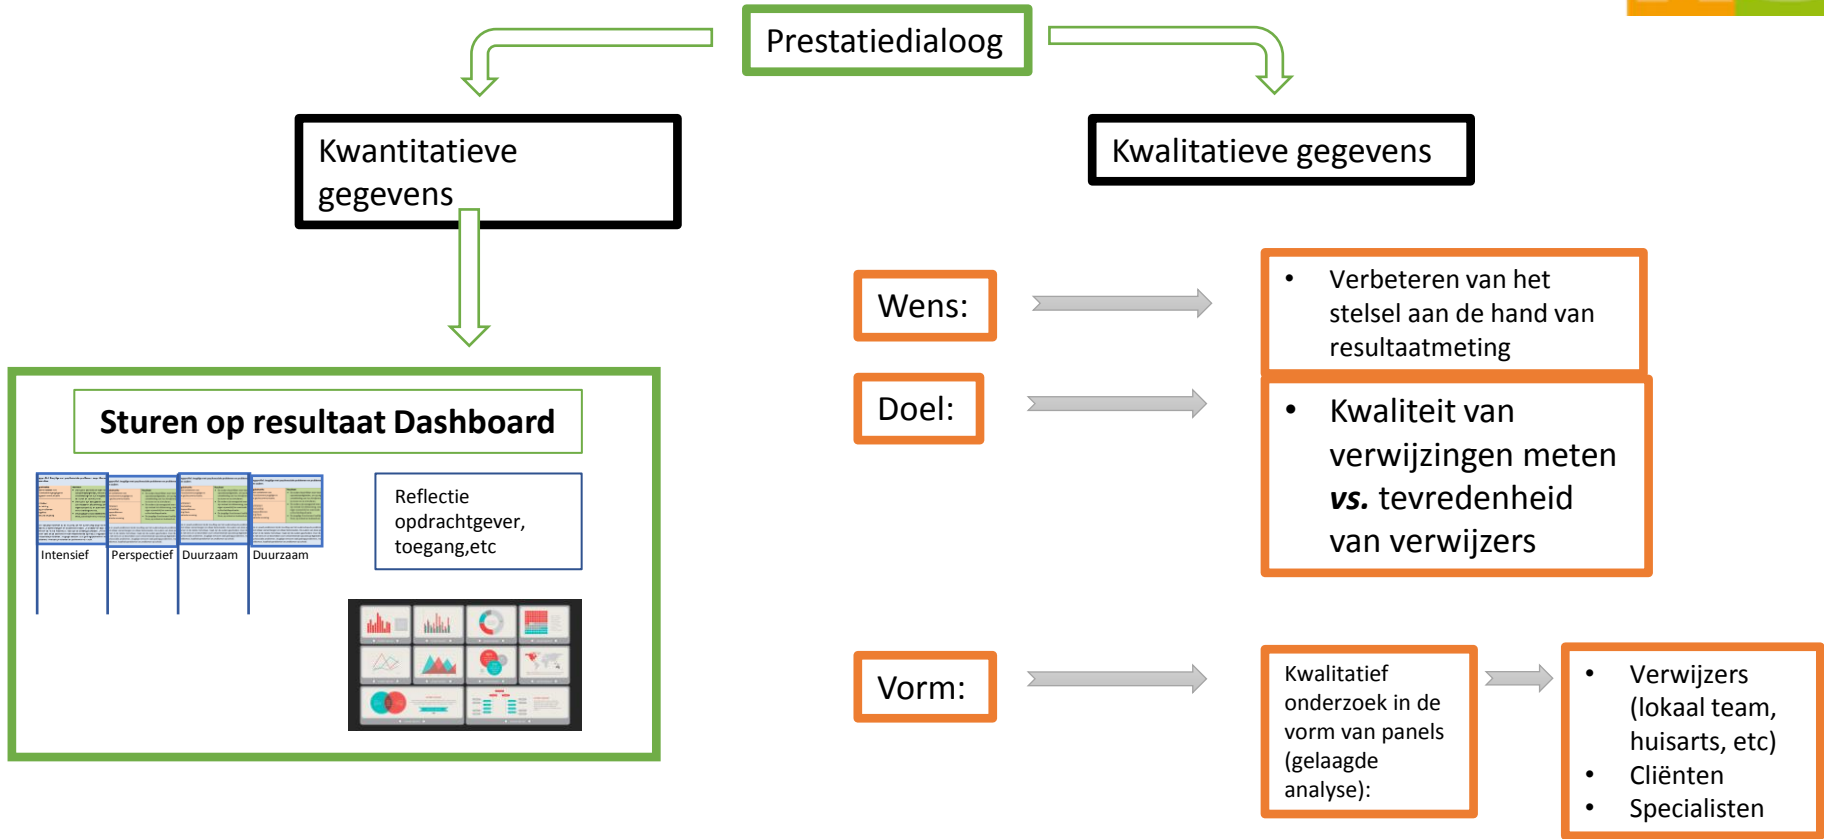 Prestatiedialoog
Kwantitatieve
gegevens
Kwalitatieve gegevens
Wens:
• Verbeteren van het
stelsel aan de hand van
resultaatmeting
Doel:
• Kwaliteit van
verwijzingen meten
vs. tevredenheid
van verwijzers
Sturen op resultaat Dashboard
Intensief
Perspectief
Duurzaam
Duurzaam
Reflectie
opdrachtgever,
toegang,etc
Vorm:
Kwalitatief
onderzoek in de
vorm van panels
(gelaagde
analyse):
• Verwijzers
(lokaal team,
huisarts, etc)
• Cliënten
• Specialisten